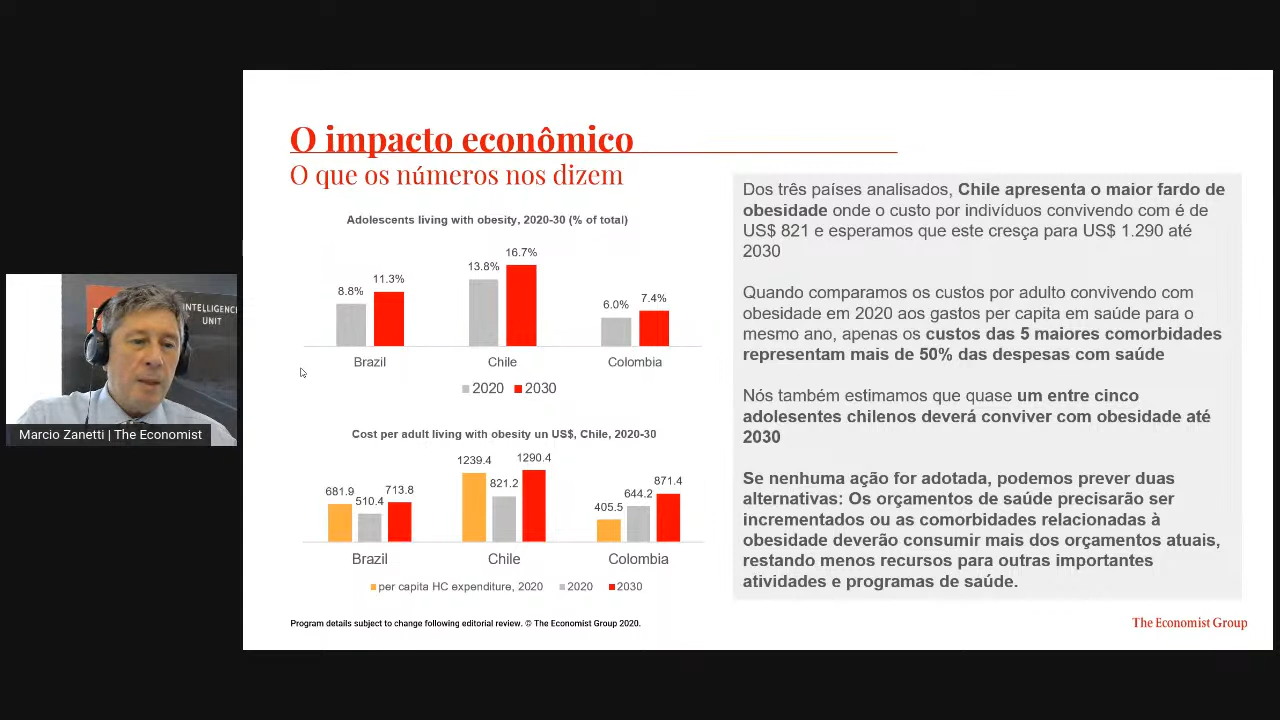 O impacto econômico
O que os números nos dizem
Adolescents living with obesity, 2020-30 (% of total)
8.8%
11.3%
13.8%
16.7%
6.0%
7.4%
Brazil
Chile
Colombia
2020
2030
Cost per adult living with obesity un US$, Chile, 2020-30
681.9
510.4
713.8
1239.4
821.2
1290.4
405.5
644.2
871.4
Brazil
Chile
Colombia
per capita HC expenditure, 2020
2020
2030
Dos três países analisados, Chile apresenta o maior fardo de
obesidade onde o custo por indivíduos convivendo com é de
US$ 821 e esperamos que este cresça para US$ 1.290 até
2030
Quando comparamos os custos por adulto convivendo com
obesidade em 2020 aos gastos per capita em saúde para o
mesmo ano, apenas os custos das 5 maiores comorbidades
representam mais de 50% das despesas com saúde
Nós também estimamos que quase um entre cinco
adolesentes chilenos deverá conviver com obesidade até
2030
Se nenhuma ação for adotada, podemos prever duas
alternativas: Os orçamentos de saúde precisarão ser
incrementados ou as comorbidades relacionadas à
obesidade deverão consumir mais dos orçamentos atuais,
restando menos recursos para outras importantes
atividades e programas de saúde.
Program details subject to change following editorial review. © The Economist Group 2020.
The Economist Group
INTELLIGENCE
UNIT
Marcio Zanetti | The Economist